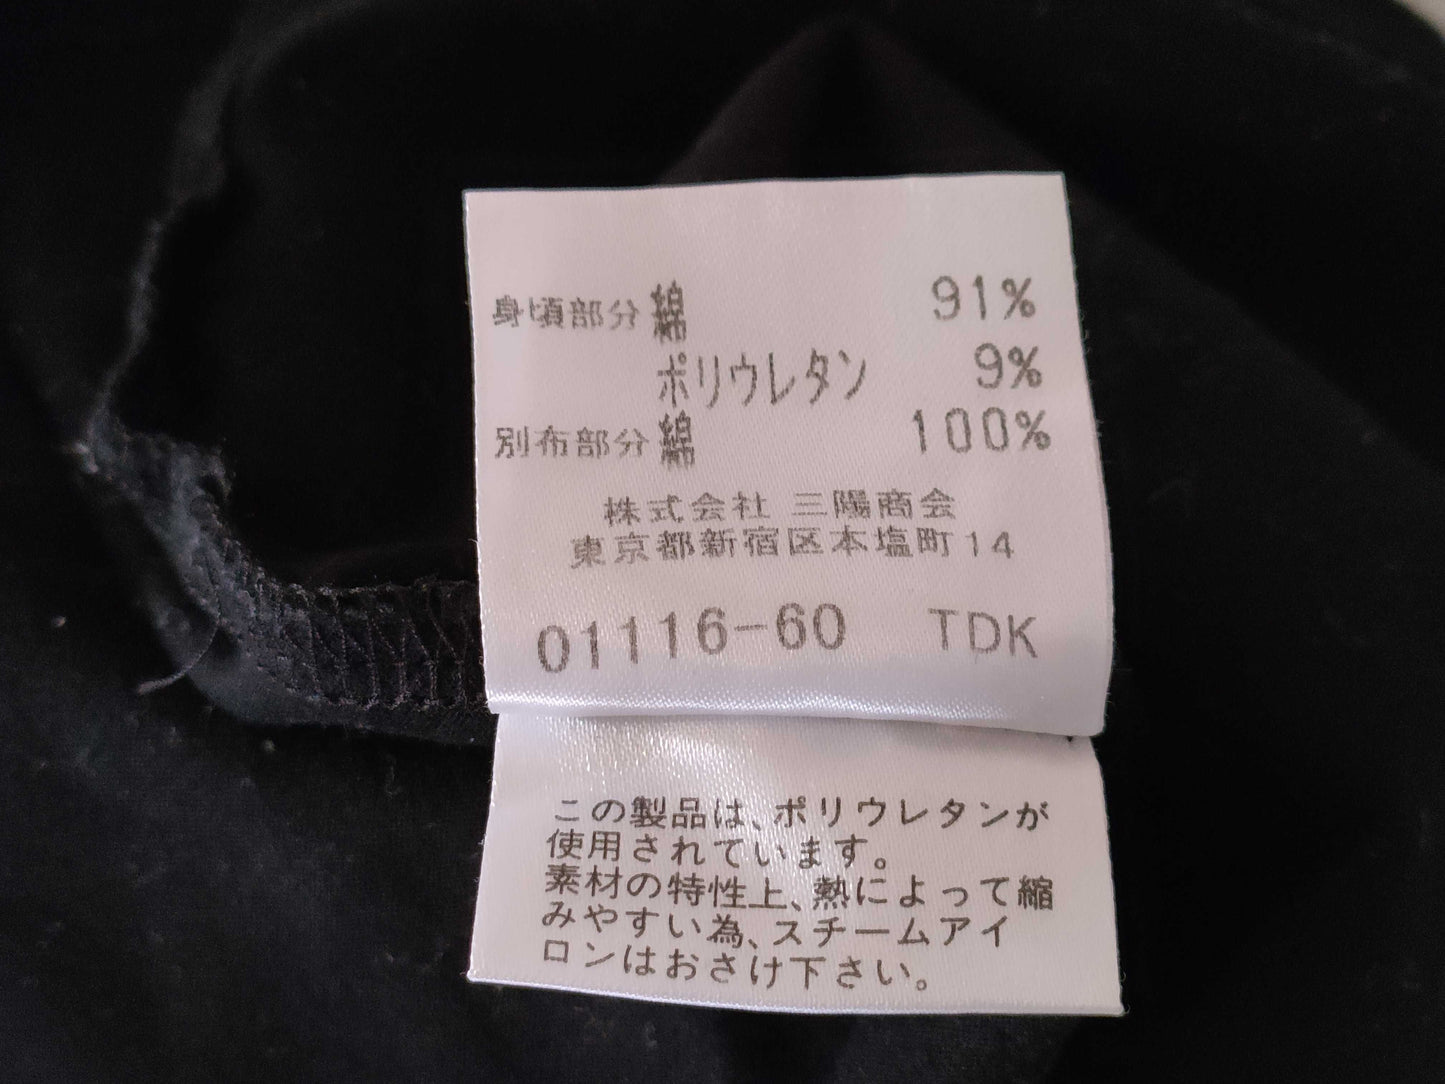 身頃部分 綿 91%
ポリウレタン 9%
別布部分 綿 100%
株式会社 三陽商会
東京都新宿区本塩町14
01116-60 TDK
この製品は、ポリウレタンが
使用されています。
素材の特性上、熱によって縮
みやすい為、スチームアイ
ロンはおさけ下さい。